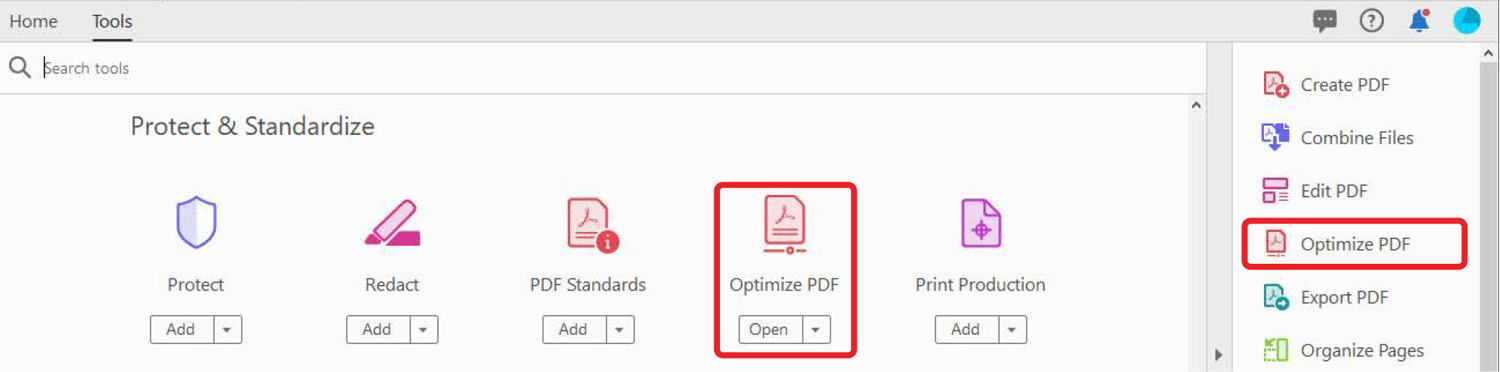 Home Tools
Search tools
Protect & Standardize
Protect Redact PDF Standards Optimize PDF Print Production
Add Add Add Open Add
Create PDF
Combine Files
Edit PDF
Optimize PDF
Export PDF
Organize Pages